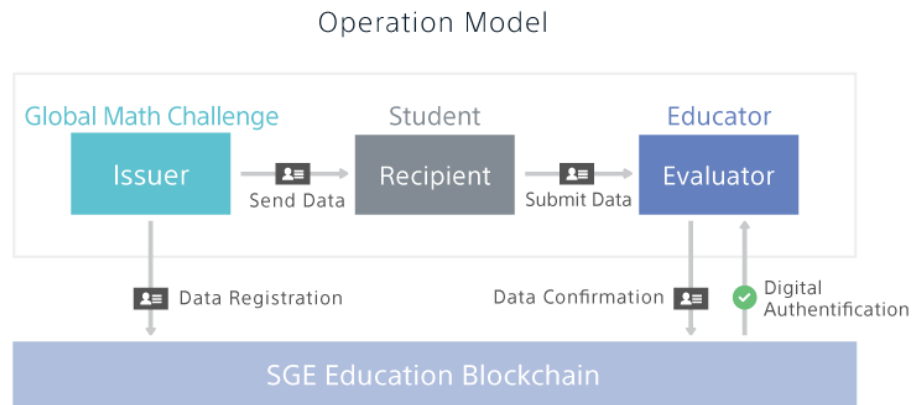 Operation Model
Global Math Challenge
Student
Educator
Issuer
Recipient
Evaluator
Send Data
Submit Data
Data Registration
Data Confirmation
Digital
Authentification
SGE Education Blockchain